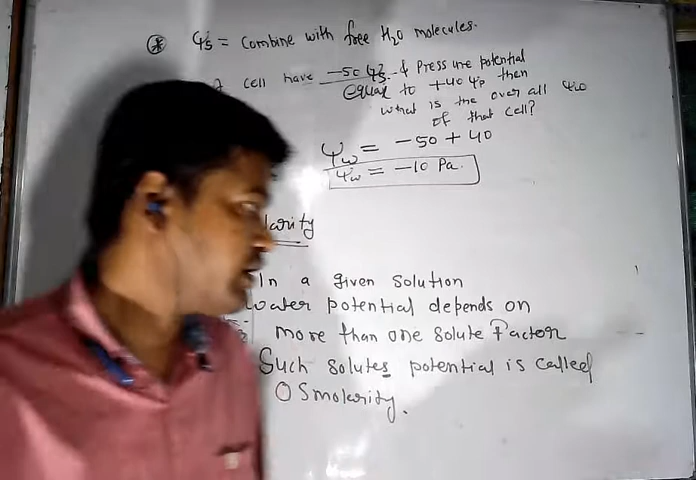 ψs = Combine with free H2O molecules.
cell have -50 ψs. & Pressure potential
Equal to +40 ψp then
what is the over all ψw
of that cell?
ψw = -50 + 40
ψw = -10 Pa.
larity
In a given solution
water potential depends on
more than one solute Factor
Such solutes potential is called
OSmolarity.